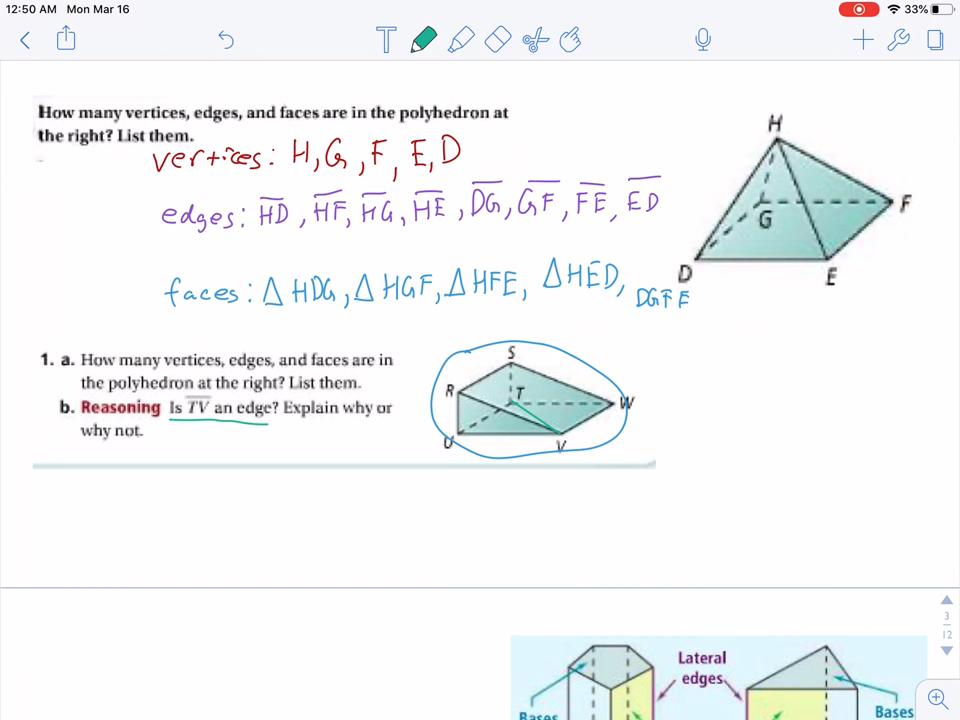 12:50 AM Mon Mar 16
33%
T
How many vertices, edges, and faces are in the polyhedron at
the right? List them.
vertices: H, G, F, E, D
edges: HD, HF, HG, HE, DG, GF, FE, ED
faces: △ HDG, △ HGF, △ HFE, △ HED, DGFE
H
G
F
D
E
1. a. How many vertices, edges, and faces are in
the polyhedron at the right? List them.
b. Reasoning Is TV an edge? Explain why or
why not.
S
R
T
W
U
V
3
12
Lateral
edges
Bases
Bases